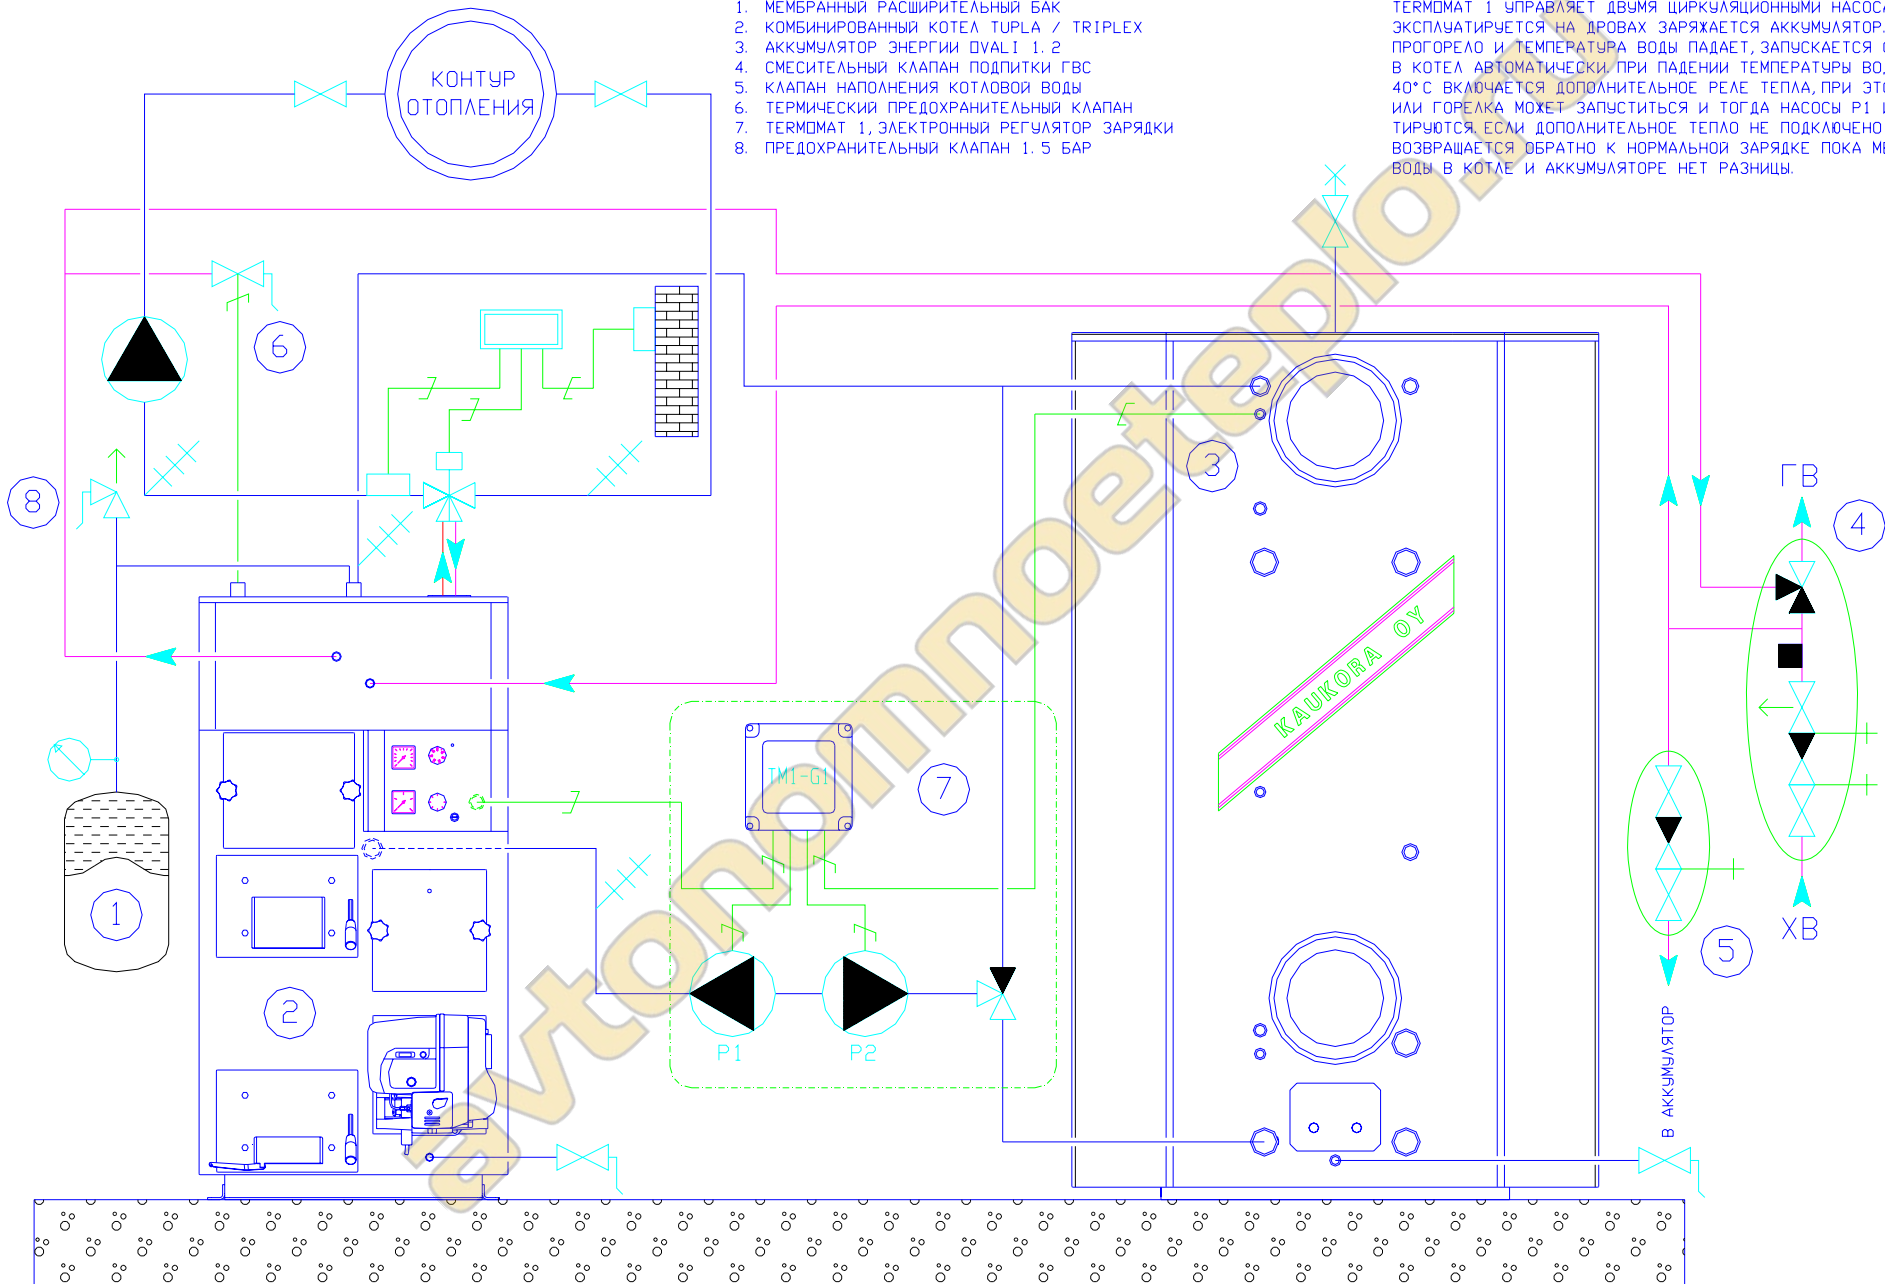 1. МЕМБРАННЫЙ РАСШИРИТЕЛЬНЫЙ БАК
2. КОМБИНИРОВАННЫЙ КОТЕЛ TUPLA / TRIPLEX
3. АККУМУЛЯТОР ЭНЕРГИИ OVALI 1.2
4. СМЕСИТЕЛЬНЫЙ КЛАПАН ПОДПИТКИ ГВС
5. КЛАПАН НАПОЛНЕНИЯ КОТЛОВОЙ ВОДЫ
6. ТЕРМИЧЕСКИЙ ПРЕДОХРАНИТЕЛЬНЫЙ КЛАПАН
7. TERMOMAT 1, ЭЛЕКТРОННЫЙ РЕГУЛЯТОР ЗАРЯДКИ
8. ПРЕДОХРАНИТЕЛЬНЫЙ КЛАПАН 1.5 БАР
TERMOMAT 1 УПРАВЛЯЕТ ДВУМЯ ЦИРКУЛЯЦИОННЫМИ НАСОСА
ЭКСПЛУАТИРУЕТСЯ ДРОВАХ ЗАРЯЖАЕТСЯ АККУМУЛЯТОР.
ПРОГОРЕЛО И ТЕМПЕРАТУРА ВОДЫ ПАДАЕТ, ЗАПУСКАЕТСЯ
В КОТЕЛ АВТОМАТИЧЕСКИ. ПРИ ПАДЕНИИ ТЕМПЕРАТУРЫ ВО
40°C ВКЛЮЧАЕТСЯ ДОПОЛНИТЕЛЬНОЕ РЕЛЕ ТЕПЛА, ПРИ ЭТО
ИЛИ ГОРЕЛКА МОЖЕТ ЗАПУСТИТЬСЯ И ТОГДА НАСОСЫ P1 И
ТИРУЮТСЯ. ЕСЛИ ДОПОЛНИТЕЛЬНОЕ ТЕПЛО НЕ ПОДКЛЮЧЕНО
ВОЗВРАЩАЕТСЯ ОБРАТНО К НОРМАЛЬНОЙ ЗАРЯДКЕ ПОКА МЕ
ВОДЫ В КОТЛЕ И АККУМУЛЯТОРЕ НЕТ РАЗНИЦЫ.
КОНТУР
ОТОПЛЕНИЯ
6
8
3
ГВ
4
KAUKORA OY
TM1-G1
7
1
2
P1
P2
5
ХВ
В АККУМУЛЯТОР
avtonomnoeteplo.ru